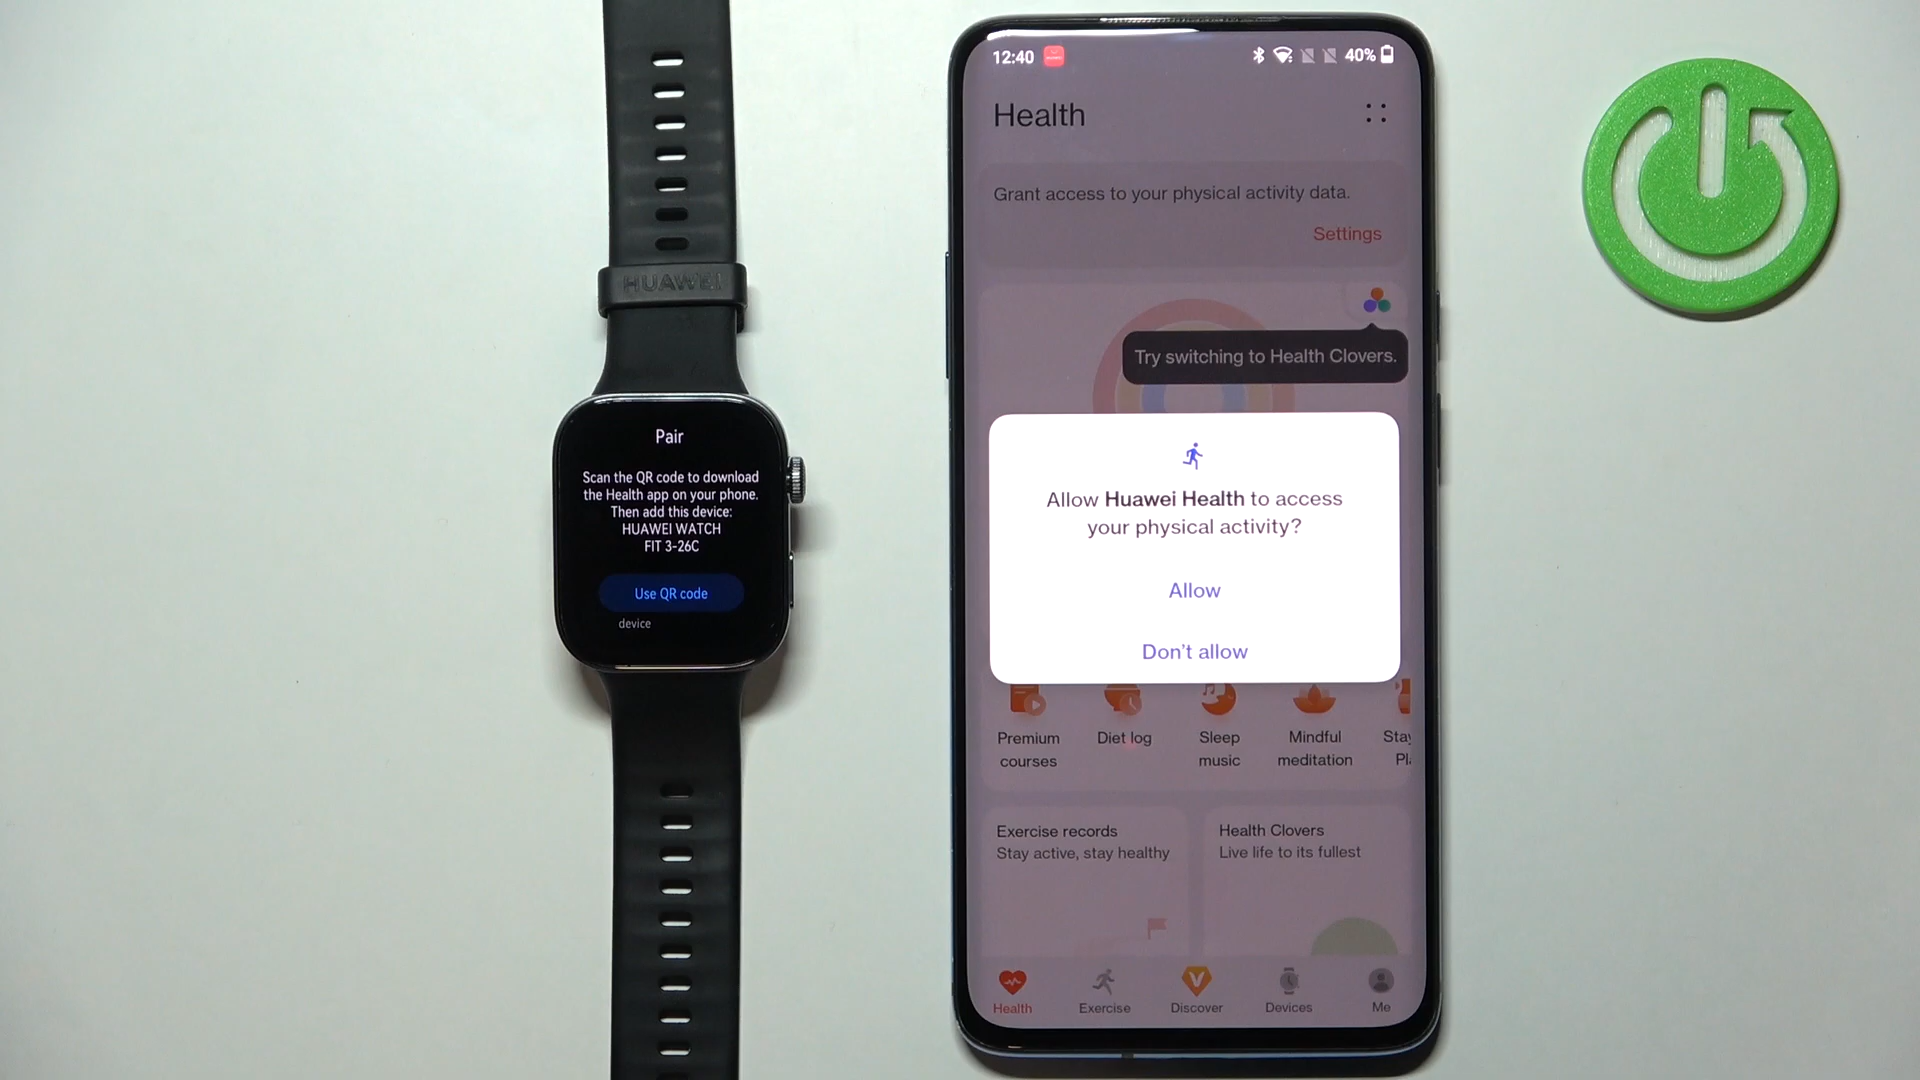 HUAWEI
Pair
Scan the QR code to download
the Health app on your phone.
Then add this device:
HUAWEI WATCH
FIT 3-26C
Use QR code
device
12:40
40%
Health
Grant access to your physical activity data.
Settings
Try switching to Health Clovers.
Allow Huawei Health to access
your physical activity?
Allow
Don't allow
Premium
courses
Diet log
Sleep
music
Mindful
meditation
Exercise records
Stay active, stay healthy
Health Clovers
Live life to its fullest
Health
Exercise
Discover
Devices
Me